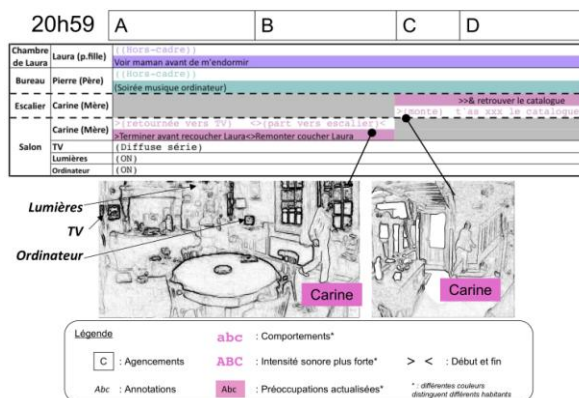 20h59 A B C D
Chambre de Laura Laura (p.fille) ((Hors-cadre))
Voir maman avant de m'endormir
Bureau Pierre (Père) ((Hors-cadre))
(Soirée musique ordinateur)
Escalier Carine (Mère) >>& retrouver le catalogue
>(monte) t'as xxx le catalogue
Salon Carine (Mère) >(retournée vers TV) <>(part vers escalier)<
>Terminer avant recoucher Laura<>Remonter coucher Laura
TV (Diffuse série)
Lumières (ON)
Ordinateur (ON)
Lumières
TV
Ordinateur
Carine
Carine
Légende
abc : Comportements*
C : Agencements ABC : Intensité sonore plus forte* > < : Début et fin
Abc : Annotations Abc : Préoccupations actualisées* * : différentes couleurs
distinguent différents habitants